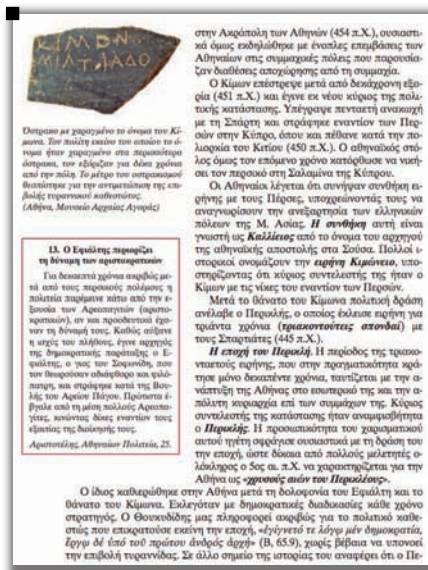 ΚΙΜΩΝ
ΜΙΛΤΙΑΔΟ
Όστρακο με χαραγμένο το όνομα του Κί-
μωνα. Τον πολίτη εκείνο του οποίου το ό-
νομα ήταν χαραγμένο στα περισσότερα
όστρακα, τον εξόριζαν για δέκα χρόνια
από την πόλη. Το μέτρο του οστρακισμού
θεσπίστηκε για την αντιμετώπιση της επι-
βολής τυραννικού καθεστώτος.
(Αθήνα, Μουσείο Αρχαίας Αγοράς)
13. Ο Εφιάλτης περιορίζει
τη δύναμη των αριστοκρατικών
Για δεκαεπτά χρόνια ακριβώς με-
τά από τους περσικούς πολέμους η
πολιτεία παρέμεινε κάτω από την ε-
ξουσία των Αρεοπαγιτών (αριστο-
κρατικών), αν και προοδευτικά έχα-
ναν τη δύναμή τους. Καθώς αύξανε
η ισχύς του πλήθους, έγινε αρχηγός
της δημοκρατικής παράταξης ο Ε-
φιάλτης, ο γιος του Σοφωνίδη, που
τον θεωρούσαν αδιάφθορο και φιλό-
πατρη, και στράφηκε κατά της Βου-
λής του Αρείου Πάγου. Πρώτιστα έ-
βγαλε από τη μέση πολλούς Αρεοπα-
γίτες, κινώντας δίκες εναντίον τους
εξαιτίας της διοίκησής τους.
Αριστοτέλης, Αθηναίων Πολιτεία, 25.
στην Ακρόπολη των Αθηνών (454 π.Χ.), ουσιαστι-
κά όμως εκδηλώθηκε με ένοπλες επεμβάσεις των
Αθηναίων στις συμμαχικές πόλεις που παρουσία-
ζαν διαθέσεις αποχώρησης από τη συμμαχία.
Ο Κίμων επέστρεψε μετά από δεκάχρονη εξο-
ρία (451 π.Χ.) και έγινε εκ νέου κύριος της πολι-
τικής κατάστασης. Υπέγραψε πενταετή ανακωχή
με τη Σπάρτη και στράφηκε εναντίον των Περ-
σών στην Κύπρο, όπου και πέθανε κατά την πο-
λιορκία του Κιτίου (450 π.Χ.). Ο αθηναϊκός στό-
λος όμως τον επόμενο χρόνο κατόρθωσε να νική-
σει τον περσικό στη Σαλαμίνα της Κύπρου.
Οι Αθηναίοι λέγεται ότι συνήψαν συνθήκη ει-
ρήνης με τους Πέρσες, υποχρεώνοντάς τους να
αναγνωρίσουν την ανεξαρτησία των ελληνικών
πόλεων της Μ. Ασίας. Η συνθήκη αυτή είναι
γνωστή ως Καλλίειος από το όνομα του αρχηγού
της αθηναϊκής αποστολής στα Σούσα. Πολλοί ι-
στορικοί ονομάζουν την ειρήνη Κιμώνειο, υπο-
στηρίζοντας ότι κύριος συντελεστής της ήταν ο
Κίμων με τις νίκες του εναντίον των Περσών.
Μετά το θάνατο του Κίμωνα πολιτική δράση
ανέλαβε ο Περικλής, ο οποίος έκλεισε ειρήνη για
τριάντα χρόνια (τριακοντούτεις σπονδαί) με
τους Σπαρτιάτες (445 π.Χ.).
Η εποχή του Περικλή. Η περίοδος της τριακο-
νταετούς ειρήνης, που στην πραγματικότητα κρά-
τησε μόνο δεκαπέντε χρόνια, ταυτίζεται με την α-
νάπτυξη της Αθήνας στο εσωτερικό της και την α-
πόλυτη κυριαρχία επί των συμμάχων της. Κύριος
συντελεστής της κατάστασης ήταν αναμφισβήτητα
ο Περικλής. Η προσωπικότητα του χαρισματικού
αυτού ηγέτη σφράγισε ουσιαστικά με τη δράση του
την εποχή, ώστε δίκαια από πολλούς μελετητές ο-
λόκληρος ο 5ος αι. π.Χ. να χαρακτηρίζεται για την
Αθήνα ως «χρυσούς αιών του Περικλέους».
Ο ίδιος καθιερώθηκε στην Αθήνα μετά τη δολοφονία του Εφιάλτη και το
θάνατο του Κίμωνα. Εκλεγόταν με δημοκρατικές διαδικασίες κάθε χρόνο
στρατηγός. Ο Θουκυδίδης μας πληροφορεί ακριβώς για το πολιτικό καθε-
στώς που επικρατούσε εκείνη την εποχή, «ἐγίγνετό τε λόγῳ μὲν δημοκρατία,
ἔργῳ δὲ ὑπὸ τοῦ πρώτου ἀνδρὸς ἀρχή» (Β, 65.9), χωρίς βέβαια να υπονοεί
την επιβολή τυραννίδας. Σε άλλο σημείο της ιστορίας του αναφέρει ότι ο Πε-